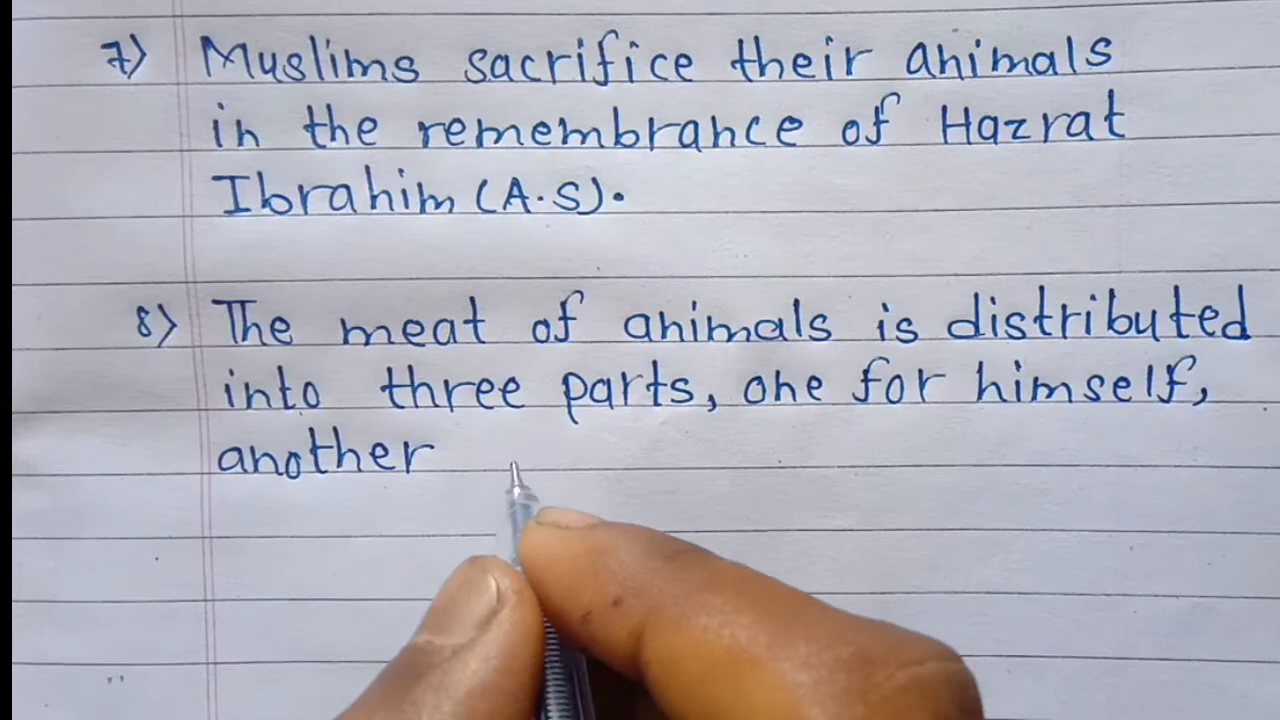 7) Muslims sacrifice their animals
in the remembrance of Hazrat
Ibrahim (A.S).
8) The meat of animals is distributed
into three parts, one for himself,
another